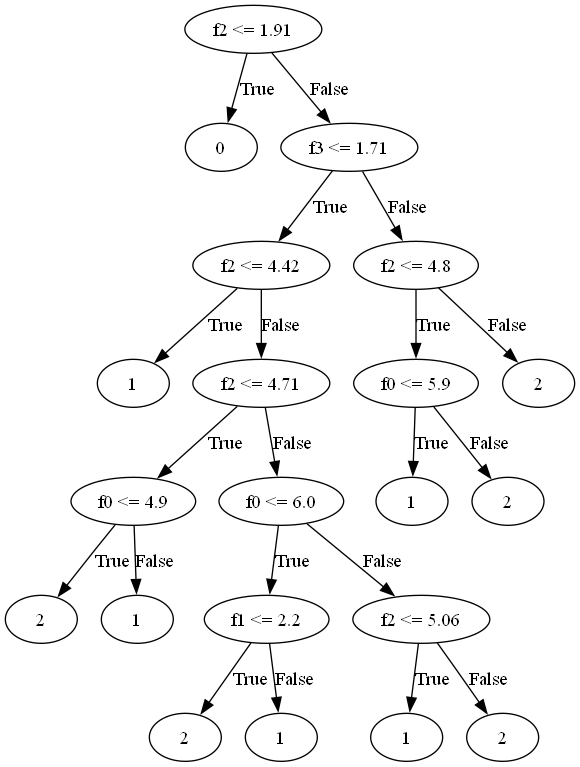 f2 <= 1.91
True
False
0
f3 <= 1.71
True
False
f2 <= 4.42
f2 <= 4.8
True
False
True
False
1
f2 <= 4.71
f0 <= 5.9
2
True
False
True
False
f0 <= 4.9
f0 <= 6.0
1
2
True
False
True
False
2
1
f1 <= 2.2
f2 <= 5.06
True
False
True
False
2
1
1
2